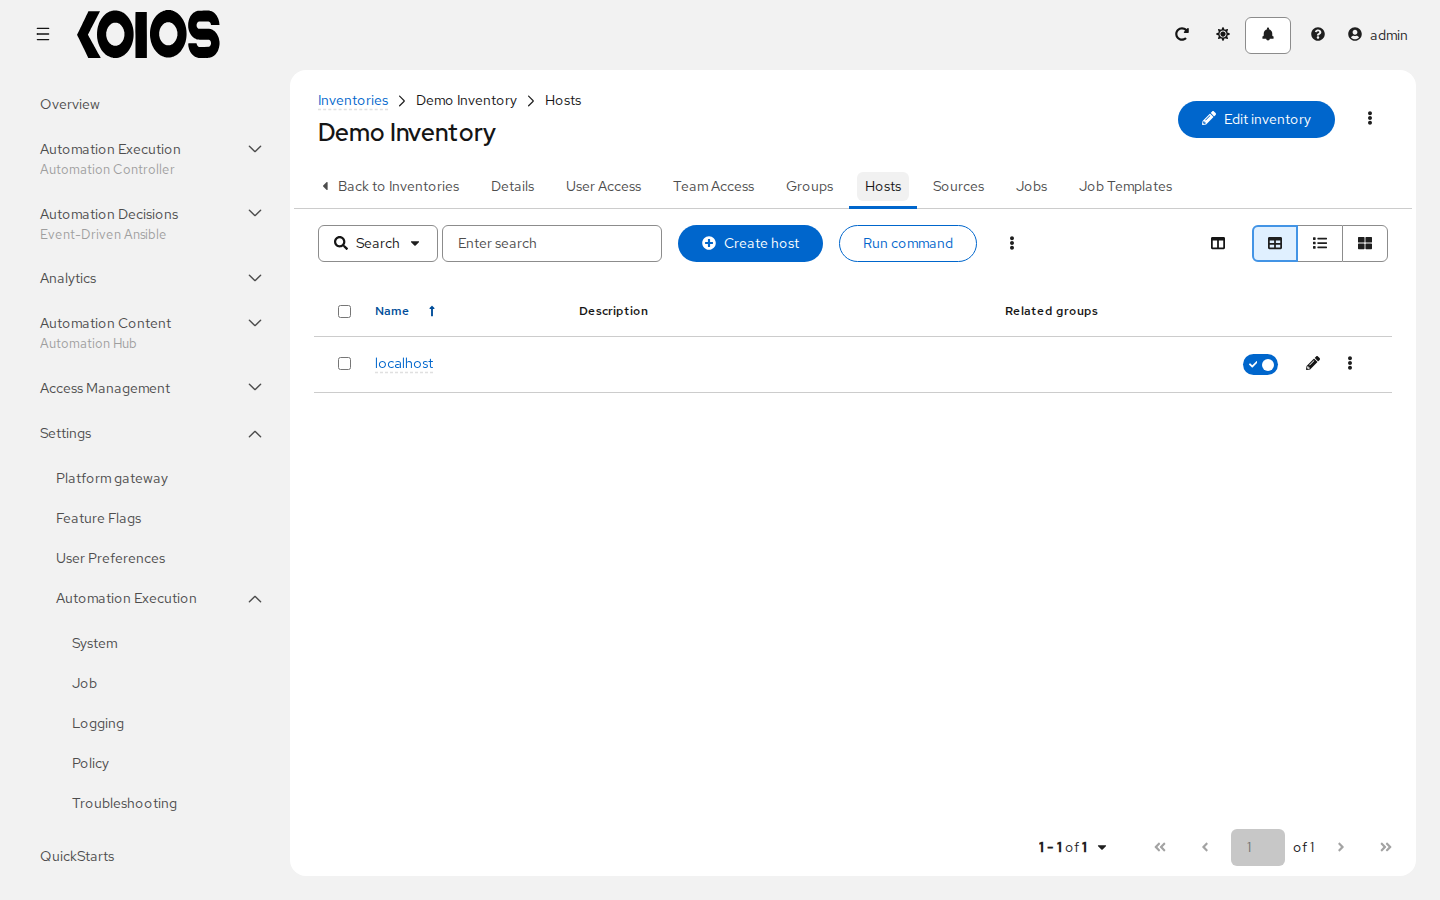 KOIOS
admin
Overview
Automation Execution
Automation Controller
Automation Decisions
Event-Driven Ansible
Analytics
Automation Content
Automation Hub
Access Management
Settings
Platform gateway
Feature Flags
User Preferences
Automation Execution
System
Job
Logging
Policy
Troubleshooting
QuickStarts
Inventories Demo Inventory Hosts
Demo Inventory
Edit inventory
Back to Inventories Details User Access Team Access Groups Hosts Sources Jobs Job Templates
Search Enter search Create host Run command
Name Description Related groups
localhost
1 - 1 of 1 1 of 1